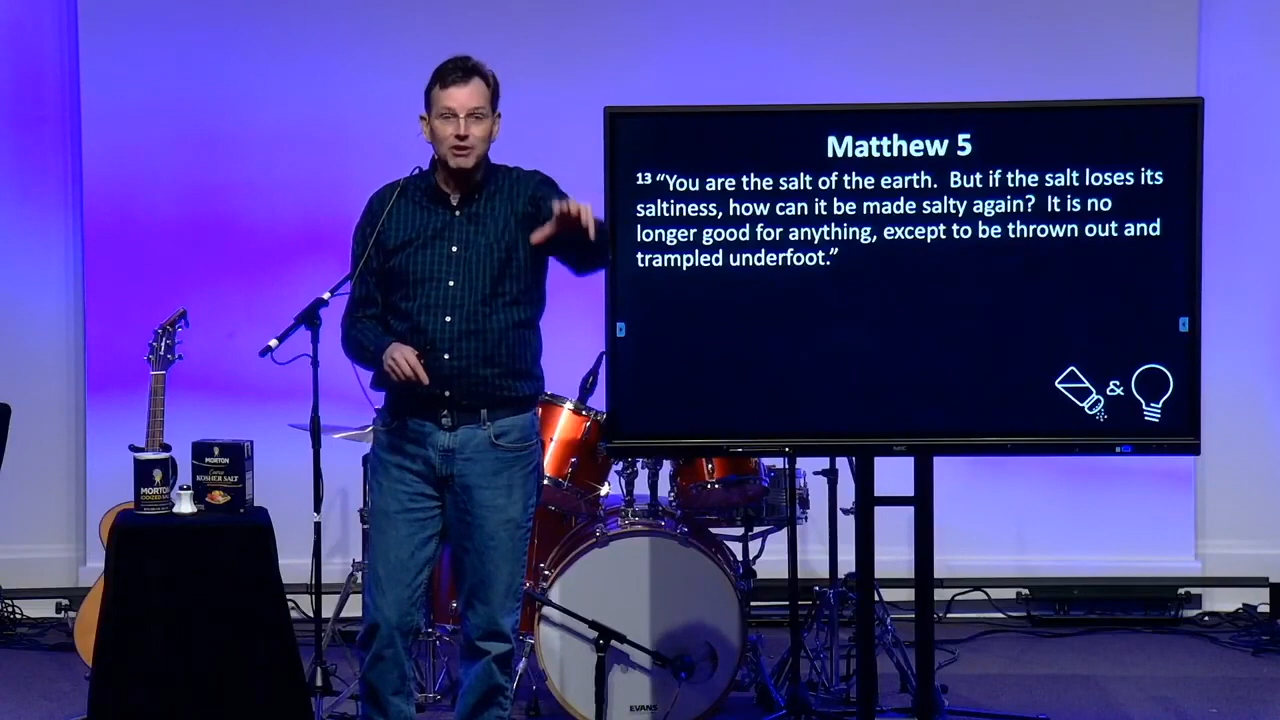 Matthew 5
13 “You are the salt of the earth.  But if the salt loses its
saltiness, how can it be made salty again?  It is no
longer good for anything, except to be thrown out and
trampled underfoot.”
&
MORTON
IODIZED SALT
MORTON
Coarse
KOSHER SALT
NEC
EVANS